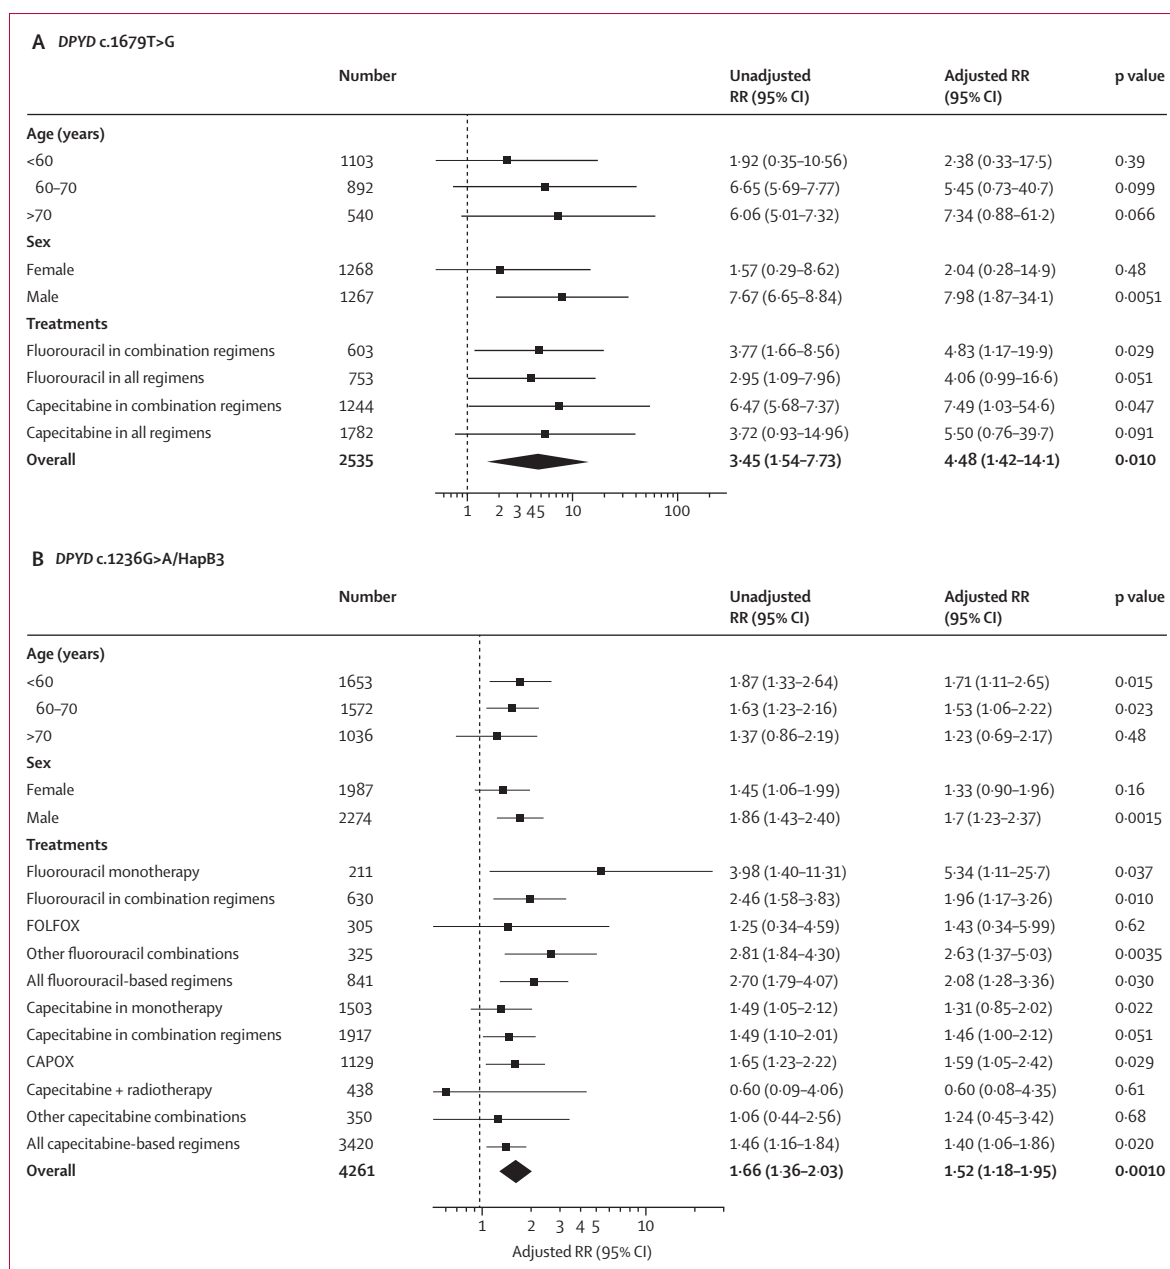 A DPYD c.1679T>G
Number Unadjusted RR (95% CI) Adjusted RR (95% CI) p value
Age (years)
<60 1103 1·92 (0·35–10·56) 2·38 (0·33–17·5) 0·39
60–70 892 6·65 (5·69–7·77) 5·45 (0·73–40·7) 0·099
>70 540 6·06 (5·01–7·32) 7·34 (0·88–61·2) 0·066
Sex
Female 1268 1·57 (0·29–8·62) 2·04 (0·28–14·9) 0·48
Male 1267 7·67 (6·65–8·84) 7·98 (1·87–34·1) 0·0051
Treatments
Fluorouracil in combination regimens 603 3·77 (1·66–8·56) 4·83 (1·17–19·9) 0·029
Fluorouracil in all regimens 753 2·95 (1·09–7·96) 4·06 (0·99–16·6) 0·051
Capecitabine in combination regimens 1244 6·47 (5·68–7·37) 7·49 (1·03–54·6) 0·047
Capecitabine in all regimens 1782 3·72 (0·93–14·96) 5·50 (0·76–39·7) 0·091
Overall 2535 3·45 (1·54–7·73) 4·48 (1·42–14·1) 0·010
1 2 3 4 5 10 100
B DPYD c.1236G>A/HapB3
Number Unadjusted RR (95% CI) Adjusted RR (95% CI) p value
Age (years)
<60 1653 1·87 (1·33–2·64) 1·71 (1·11–2·65) 0·015
60–70 1572 1·63 (1·23–2·16) 1·53 (1·06–2·22) 0·023
>70 1036 1·37 (0·86–2·19) 1·23 (0·69–2·17) 0·48
Sex
Female 1987 1·45 (1·06–1·99) 1·33 (0·90–1·96) 0·16
Male 2274 1·86 (1·43–2·40) 1·7 (1·23–2·37) 0·0015
Treatments
Fluorouracil monotherapy 211 3·98 (1·40–11·31) 5·34 (1·11–25·7) 0·037
Fluorouracil in combination regimens 630 2·46 (1·58–3·83) 1·96 (1·17–3·26) 0·010
FOLFOX 305 1·25 (0·34–4·59) 1·43 (0·34–5·99) 0·62
Other fluorouracil combinations 325 2·81 (1·84–4·30) 2·63 (1·37–5·03) 0·0035
All fluorouracil-based regimens 841 2·70 (1·79–4·07) 2·08 (1·28–3·36) 0·030
Capecitabine in monotherapy 1503 1·49 (1·05–2·12) 1·31 (0·85–2·02) 0·022
Capecitabine in combination regimens 1917 1·49 (1·10–2·01) 1·46 (1·00–2·12) 0·051
CAPOX 1129 1·65 (1·23–2·22) 1·59 (1·05–2·42) 0·029
Capecitabine + radiotherapy 438 0·60 (0·09–4·06) 0·60 (0·08–4·35) 0·61
Other capecitabine combinations 350 1·06 (0·44–2·56) 1·24 (0·45–3·42) 0·68
All capecitabine-based regimens 3420 1·46 (1·16–1·84) 1·40 (1·06–1·86) 0·020
Overall 4261 1·66 (1·36–2·03) 1·52 (1·18–1·95) 0·0010
1 2 3 4 5 10
Adjusted RR (95% CI)